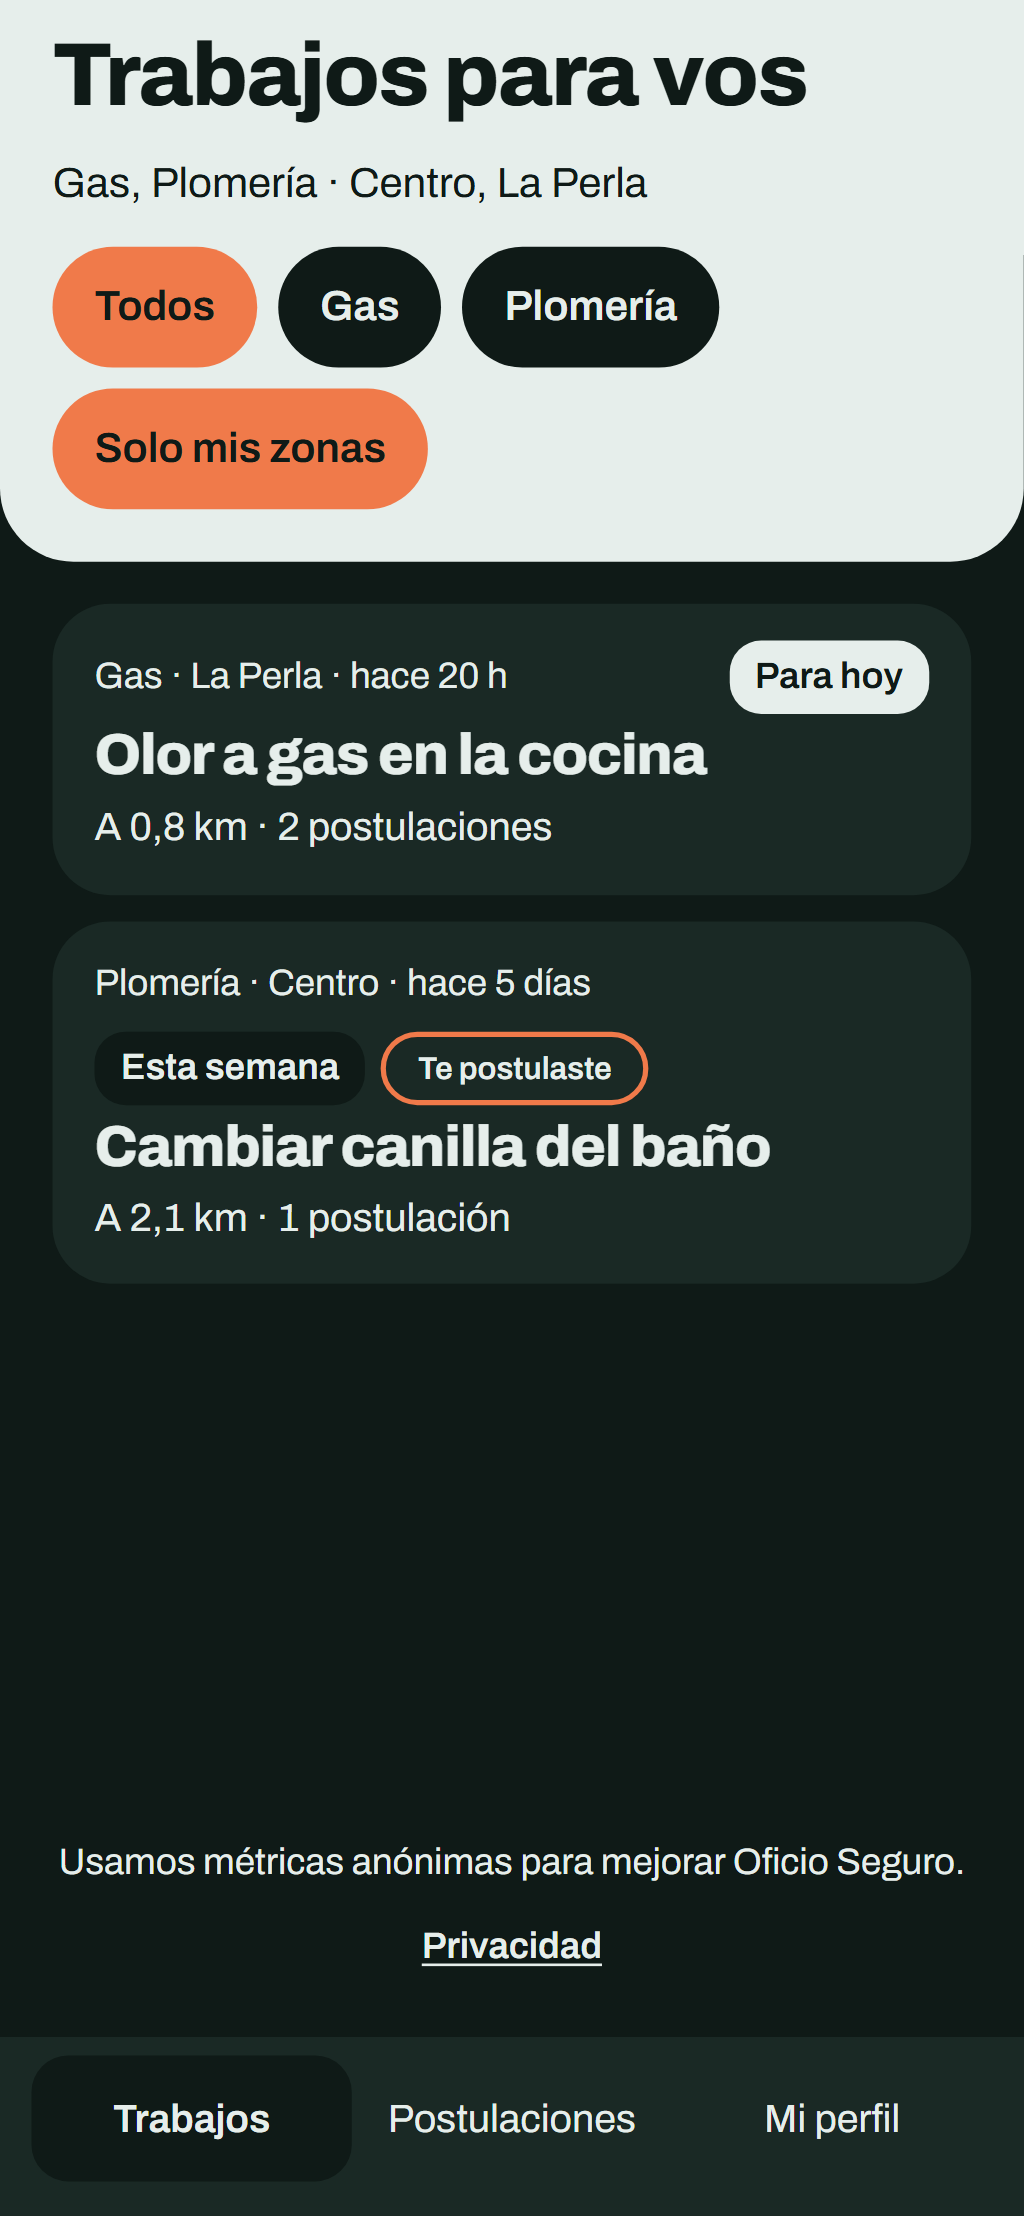 Trabajos para vos
Gas, Plomería · Centro, La Perla
Todos
Gas
Plomería
Solo mis zonas
Gas · La Perla · hace 20 h
Para hoy
Olor a gas en la cocina
A 0,8 km · 2 postulaciones
Plomería · Centro · hace 5 días
Esta semana
Te postulaste
Cambiar canilla del baño
A 2,1 km · 1 postulación
Usamos métricas anónimas para mejorar Oficio Seguro.
Privacidad
Trabajos
Postulaciones
Mi perfil